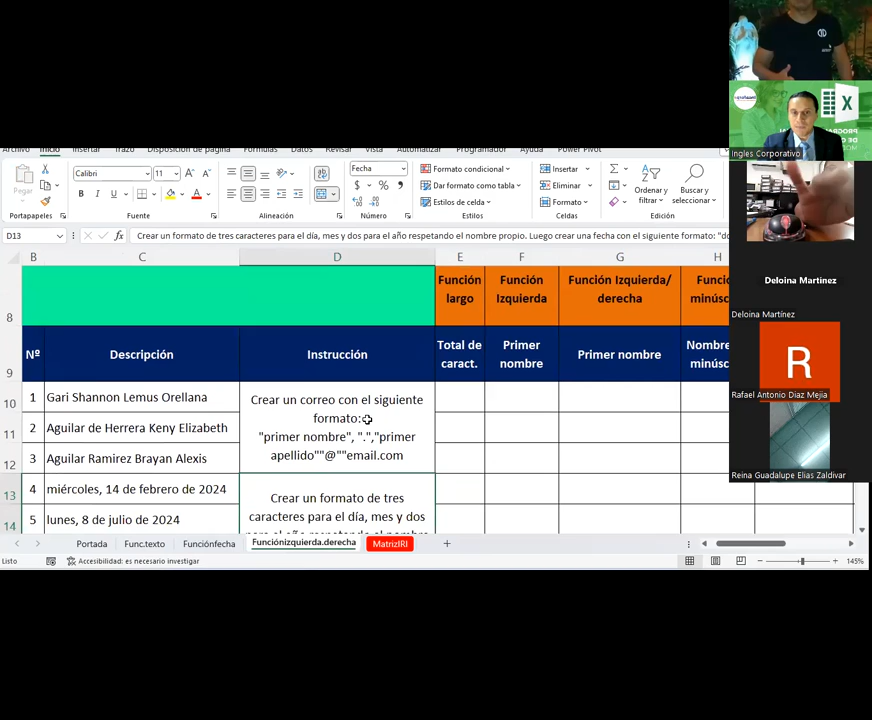 Archivo Inicio Insertar Trazo Disposición de página Fórmulas Datos Revisar Vista Automatizar Programador Ayuda Power Pivot
Pegar
Calibri 11
N K S
Fecha
$ % 000
Formato condicional
Dar formato como tabla
Estilos de celda
Insertar
Eliminar
Formato
Ordenar y filtrar
Buscar y seleccionar
Portapapeles Fuente Alineación Número Estilos Celdas Edición
D13 fx Crear un formato de tres caracteres para el día, mes y dos para el año respetando el nombre propio. Luego crear una fecha con el siguiente formato: "do
B C D E F G H
8 Función largo Función Izquierda Función Izquierda/ derecha
9 Nº Descripción Instrucción Total de caract. Primer nombre Primer nombre
10 1 Gari Shannon Lemus Orellana
11 2 Aguilar de Herrera Keny Elizabeth
12 3 Aguilar Ramirez Brayan Alexis
Crear un correo con el siguiente
formato:
"primer nombre", ".","primer
apellido""@""email.com
13 4 miércoles, 14 de febrero de 2024
14 5 lunes, 8 de julio de 2024
Crear un formato de tres
caracteres para el día, mes y dos
para el año respetando el nombre
Portada Func.texto Funciónfecha Funciónizquierda.derecha MatrizIRI +
Listo Accesibilidad: es necesario investigar 145%
Ingles Corporativo
Deloina Martinez
Deloina Martínez
R
Rafael Antonio Diaz Mejia
Reina Guadalupe Elias Zaldivar